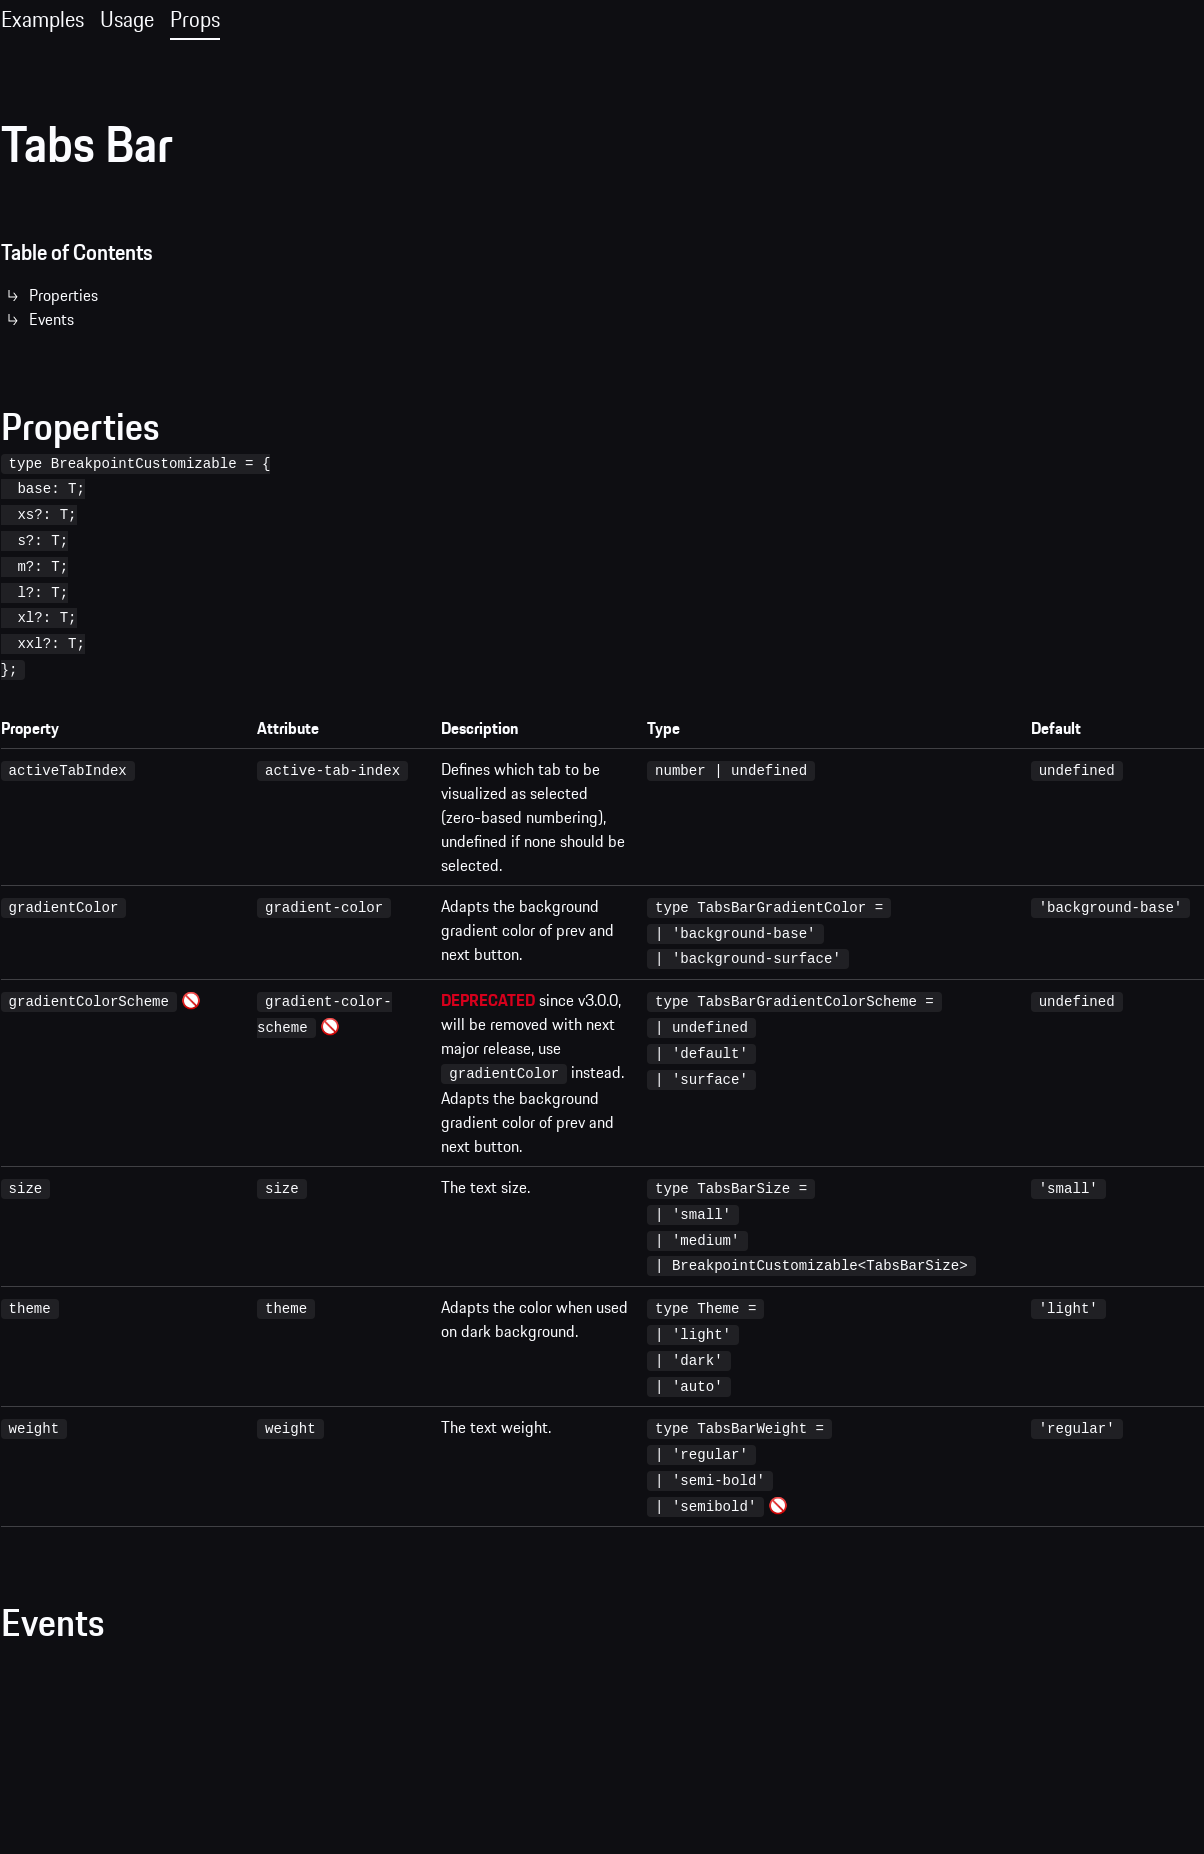 Examples Usage Props
Tabs Bar
Table of Contents
Properties
Events
Properties
type BreakpointCustomizable = {
base: T;
xs?: T;
s?: T;
m?: T;
l?: T;
xl?: T;
xxl?: T;
};
Property Attribute Description Type Default
activeTabIndex active-tab-index Defines which tab to be number | undefined undefined
visualized as selected
(zero-based numbering),
undefined if none should be
selected.
gradientColor gradient-color Adapts the background type TabsBarGradientColor = 'background-base'
gradient color of prev and | 'background-base'
next button. | 'background-surface'
gradientColorScheme gradient-color- DEPRECATED since v3.0.0, type TabsBarGradientColorScheme = undefined
scheme will be removed with next | undefined
major release, use | 'default'
gradientColor instead. | 'surface'
Adapts the background
gradient color of prev and
next button.
size size The text size. type TabsBarSize = 'small'
| 'small'
| 'medium'
| BreakpointCustomizable<TabsBarSize>
theme theme Adapts the color when used type Theme = 'light'
on dark background. | 'light'
| 'dark'
| 'auto'
weight weight The text weight. type TabsBarWeight = 'regular'
| 'regular'
| 'semi-bold'
| 'semibold'
Events